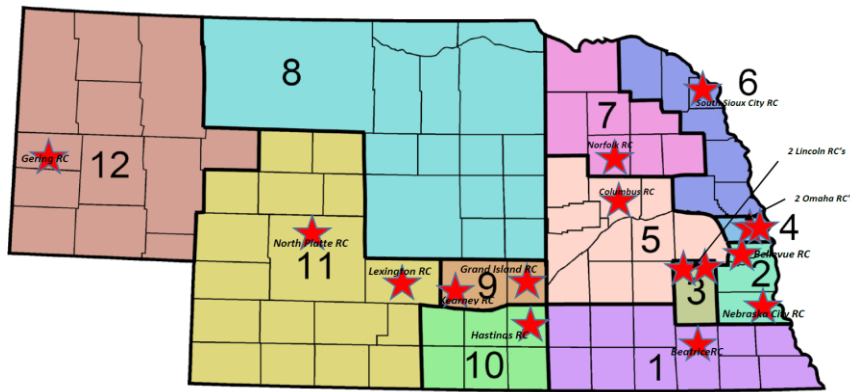 8
6
South Sioux City RC
7
2 Lincoln RC's
Norfolk RC
Gering RC
12
Columbus RC
2 Omaha RC'
4
5
North Platte RC
Bellevue RC
11
Lexington RC
Grand Island RC
9
2
Kearney RC
3
Nebraska City RC
Hastings RC
10
1
BeatriceRC